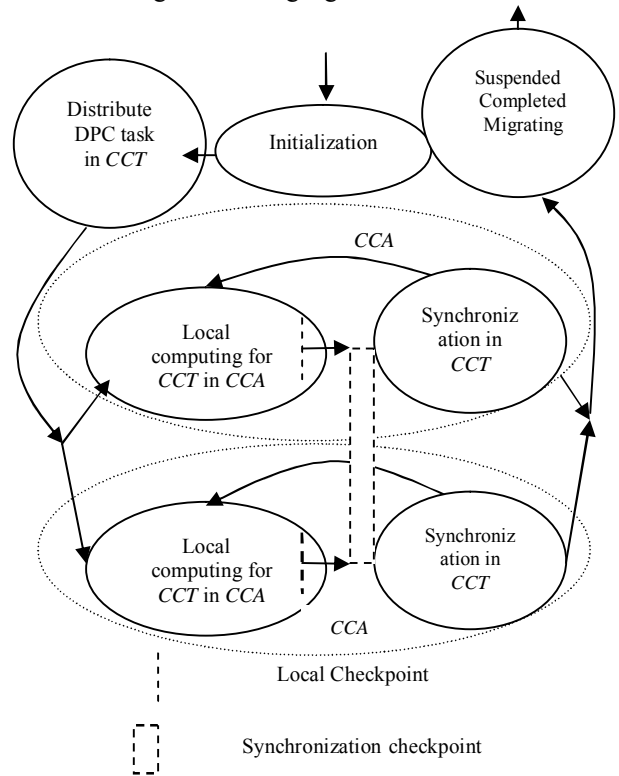 Suspended
Completed
Migrating
Distribute
DPC task
in CCT
Initialization
CCA
Local
computing for
CCT in CCA
Synchroniz
ation in
CCT
Local
computing for
CCT in CCA
Synchroniz
ation in
CCT
CCA
Local Checkpoint
Synchronization checkpoint